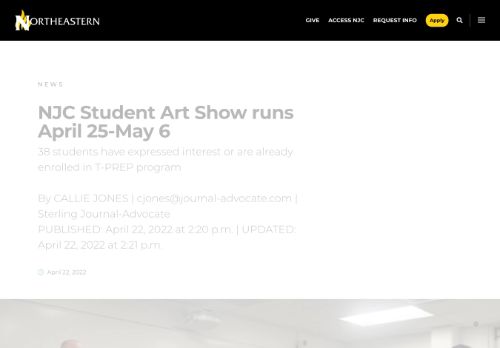 NORTHEASTERN
GIVE ACCESS NJC REQUEST INFO Apply
NEWS
NJC Student Art Show runs
April 25-May 6
38 students have expressed interest or are already
enrolled in T-PREP program
By CALLIE JONES | cjones@journal-advocate.com |
Sterling Journal-Advocate
PUBLISHED: April 22, 2022 at 2:20 p.m. | UPDATED:
April 22, 2022 at 2:21 p.m.
April 22, 2022